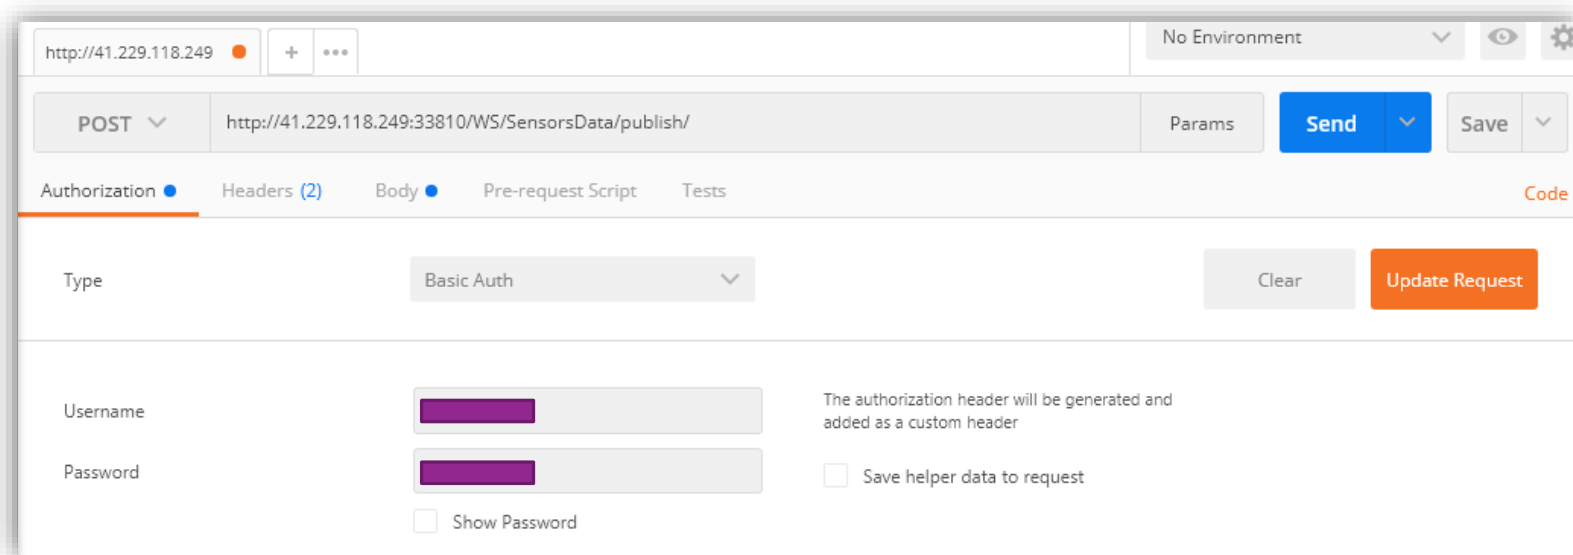 http://41.229.118.249
No Environment
POST
http://41.229.118.249:33810/WS/SensorsData/publish/
Params
Send
Save
Authorization
Headers (2)
Body
Pre-request Script
Tests
Code
Type
Basic Auth
Clear
Update Request
Username
The authorization header will be generated and
added as a custom header
Password
Save helper data to request
Show Password